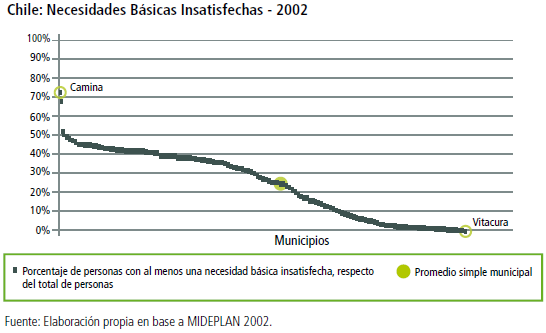 Chile: Necesidades Básicas Insatisfechas - 2002
100%
90%
80%
70%
60%
50%
40%
30%
20%
10%
0%
Camina
Vitacura
Municipios
Porcentaje de personas con al menos una necesidad básica insatisfecha, respecto
del total de personas
Promedio simple municipal
Fuente: Elaboración propia en base a MIDEPLAN 2002.